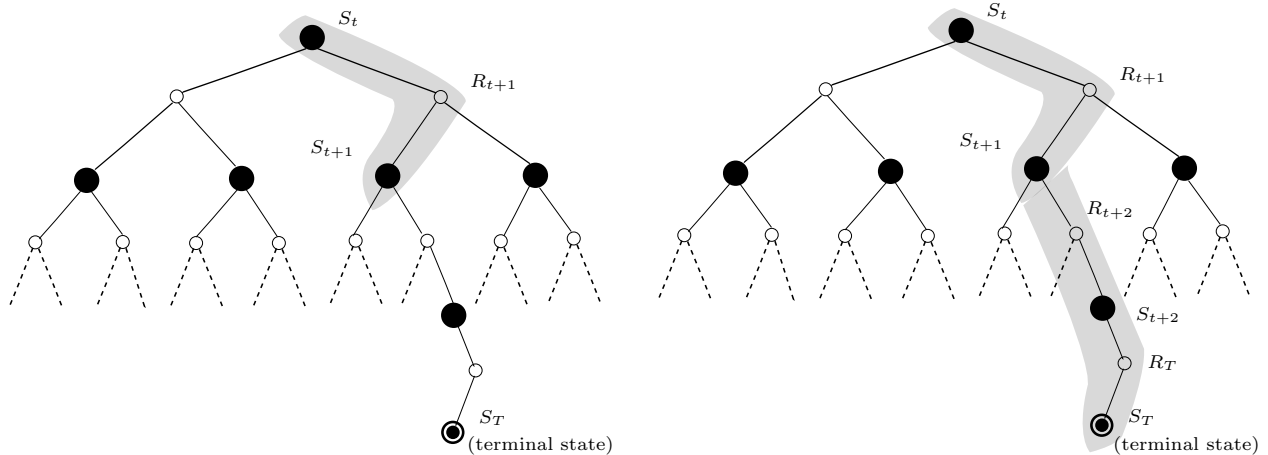 S_t
R_{t+1}
S_{t+1}
S_T
(terminal state)
S_t
R_{t+1}
S_{t+1}
R_{t+2}
S_{t+2}
R_T
S_T
(terminal state)